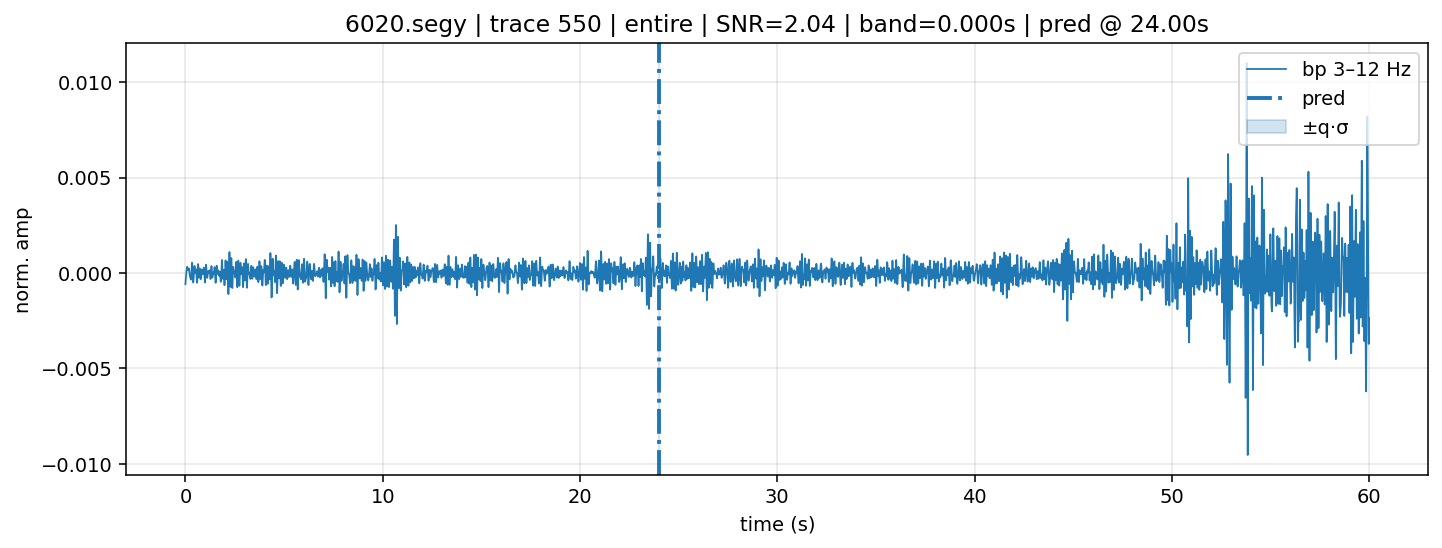 6020.segy | trace 550 | entire | SNR=2.04 | band=0.000s | pred @ 24.00s
bp 3–12 Hz
pred
±q·σ
norm. amp
0.010
0.005
0.000
−0.005
−0.010
0 10 20 30 40 50 60
time (s)